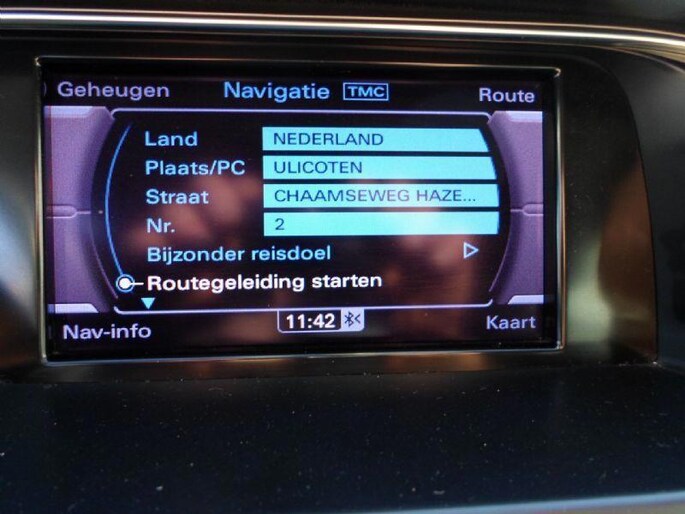 Geheugen Navigatie TMC Route
Land NEDERLAND
Plaats/PC ULICOTEN
Straat CHAAMSEWEG HAZE...
Nr. 2
Bijzonder reisdoel
Routegeleiding starten
Nav-info 11:42 Kaart